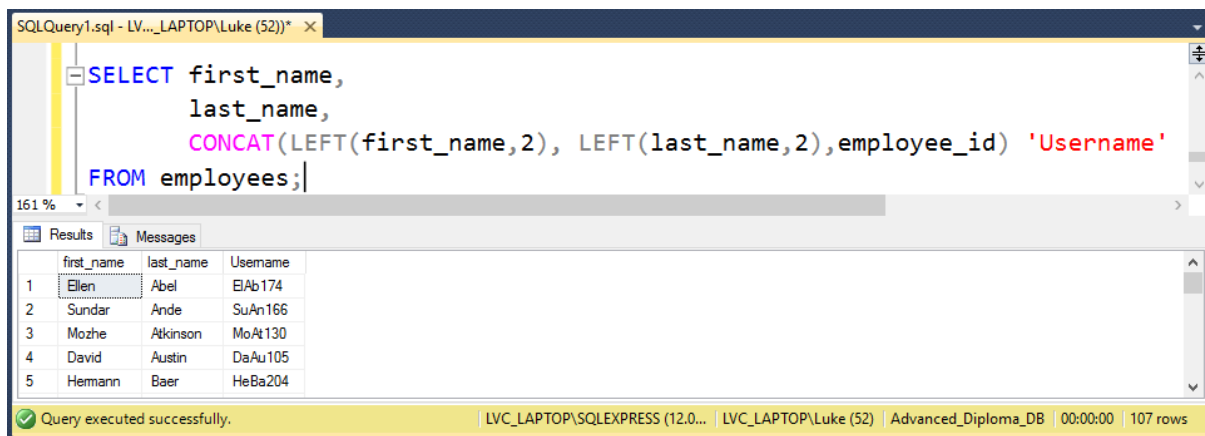 SQLQuery1.sql - LV..._LAPTOP\Luke (52))* ×
SELECT first_name,
last_name,
CONCAT(LEFT(first_name,2), LEFT(last_name,2),employee_id) 'Username'
FROM employees;
161 %
Results Messages
first_name last_name Username
1 Ellen Abel ElAb174
2 Sundar Ande SuAn166
3 Mozhe Atkinson MoAt130
4 David Austin DaAu105
5 Hermann Baer HeBa204
Query executed successfully. LVC_LAPTOP\SQLEXPRESS (12.0... LVC_LAPTOP\Luke (52) Advanced_Diploma_DB 00:00:00 107 rows